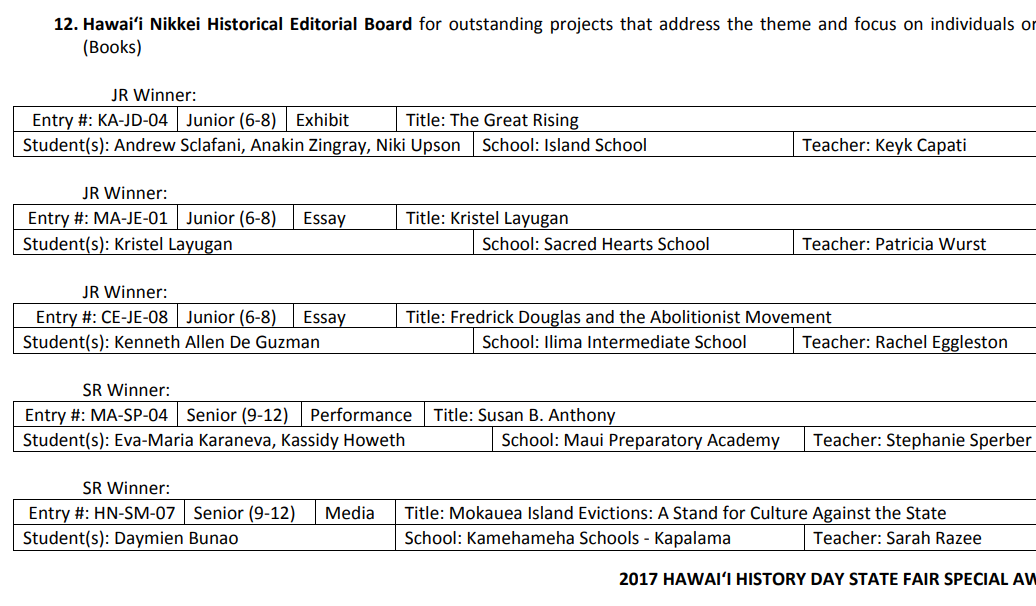 12. Hawai‘i Nikkei Historical Editorial Board for outstanding projects that address the theme and focus on individuals or
(Books)
JR Winner:
Entry #: KA-JD-04 Junior (6-8) Exhibit Title: The Great Rising
Student(s): Andrew Sclafani, Anakin Zingray, Niki Upson School: Island School Teacher: Keyk Capati
JR Winner:
Entry #: MA-JE-01 Junior (6-8) Essay Title: Kristel Layugan
Student(s): Kristel Layugan School: Sacred Hearts School Teacher: Patricia Wurst
JR Winner:
Entry #: CE-JE-08 Junior (6-8) Essay Title: Fredrick Douglas and the Abolitionist Movement
Student(s): Kenneth Allen De Guzman School: Ilima Intermediate School Teacher: Rachel Eggleston
SR Winner:
Entry #: MA-SP-04 Senior (9-12) Performance Title: Susan B. Anthony
Student(s): Eva-Maria Karaneva, Kassidy Howeth School: Maui Preparatory Academy Teacher: Stephanie Sperber
SR Winner:
Entry #: HN-SM-07 Senior (9-12) Media Title: Mokauea Island Evictions: A Stand for Culture Against the State
Student(s): Daymien Bunao School: Kamehameha Schools - Kapalama Teacher: Sarah Razee
2017 HAWAI‘I HISTORY DAY STATE FAIR SPECIAL AW